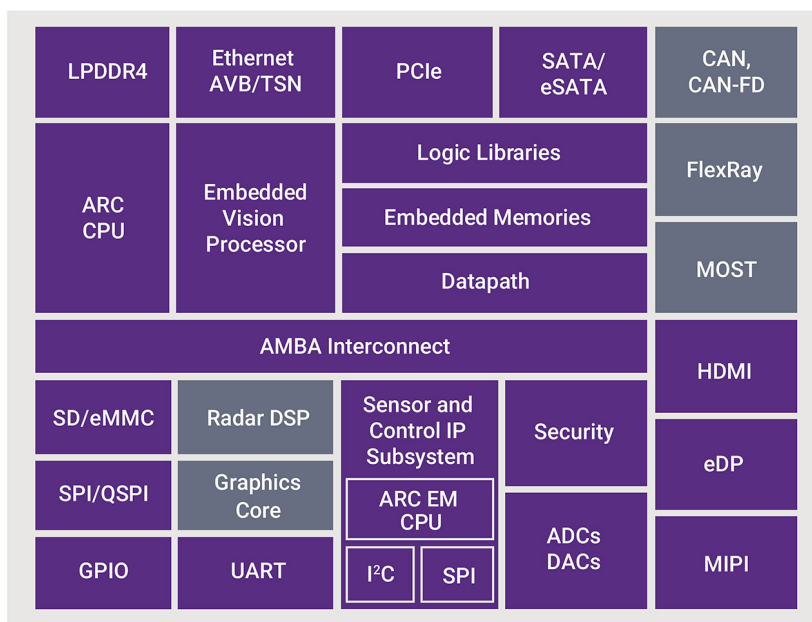 LPDDR4
Ethernet
AVB/TSN
PCIe
SATA/
eSATA
CAN,
CAN-FD
ARC
CPU
Embedded
Vision
Processor
Logic Libraries
Embedded Memories
Datapath
FlexRay
MOST
AMBA Interconnect
HDMI
SD/eMMC
Radar DSP
Sensor and
Control IP
Subsystem
Security
eDP
SPI/QSPI
Graphics
Core
ARC EM
CPU
ADCs
DACs
MIPI
GPIO
UART
I²C
SPI